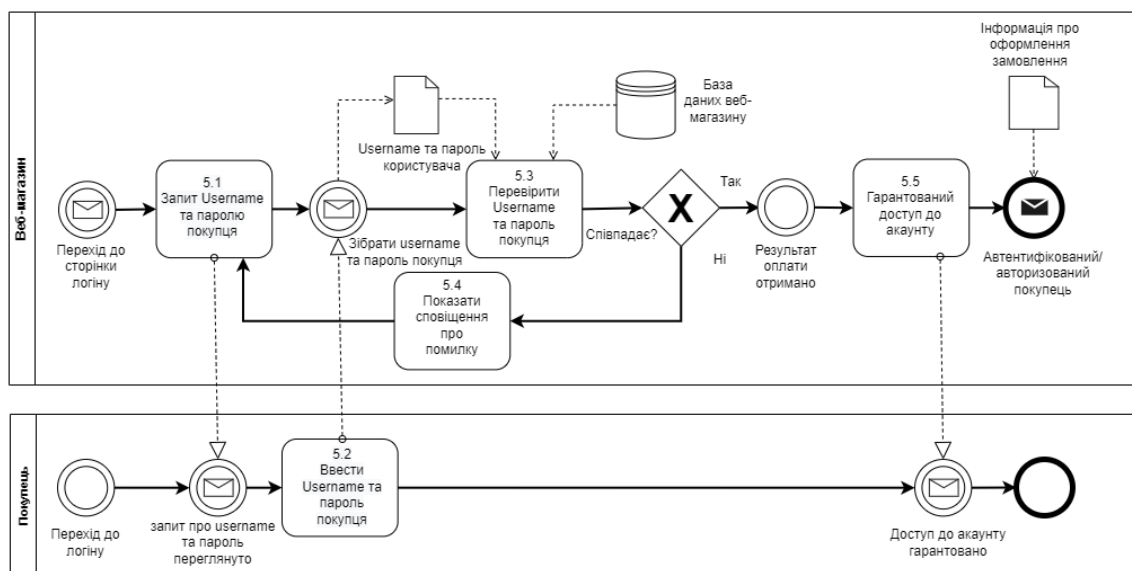 Веб-магазин
Інформація про
оформлення
замовлення
База
даних веб-
магазину
Username та пароль
користувача
5.1
Запит Username
та паролю
покупця
5.3
Перевірити
Username
та пароль
покупця
Так
5.5
Гарантований
доступ до
акаунту
Співпадає?
Ні
Перехід до
сторінки
логіну
Зібрати username
та пароль покупця
Результат
оплати
отримано
Автентифікований/
авторизований
покупець
5.4
Показати
сповіщення
про
помилку
Покупець
5.2
Ввести
Username та
пароль
покупця
Перехід до
логіну
запит про username
та пароль
переглянуто
Доступ до акаунту
гарантовано